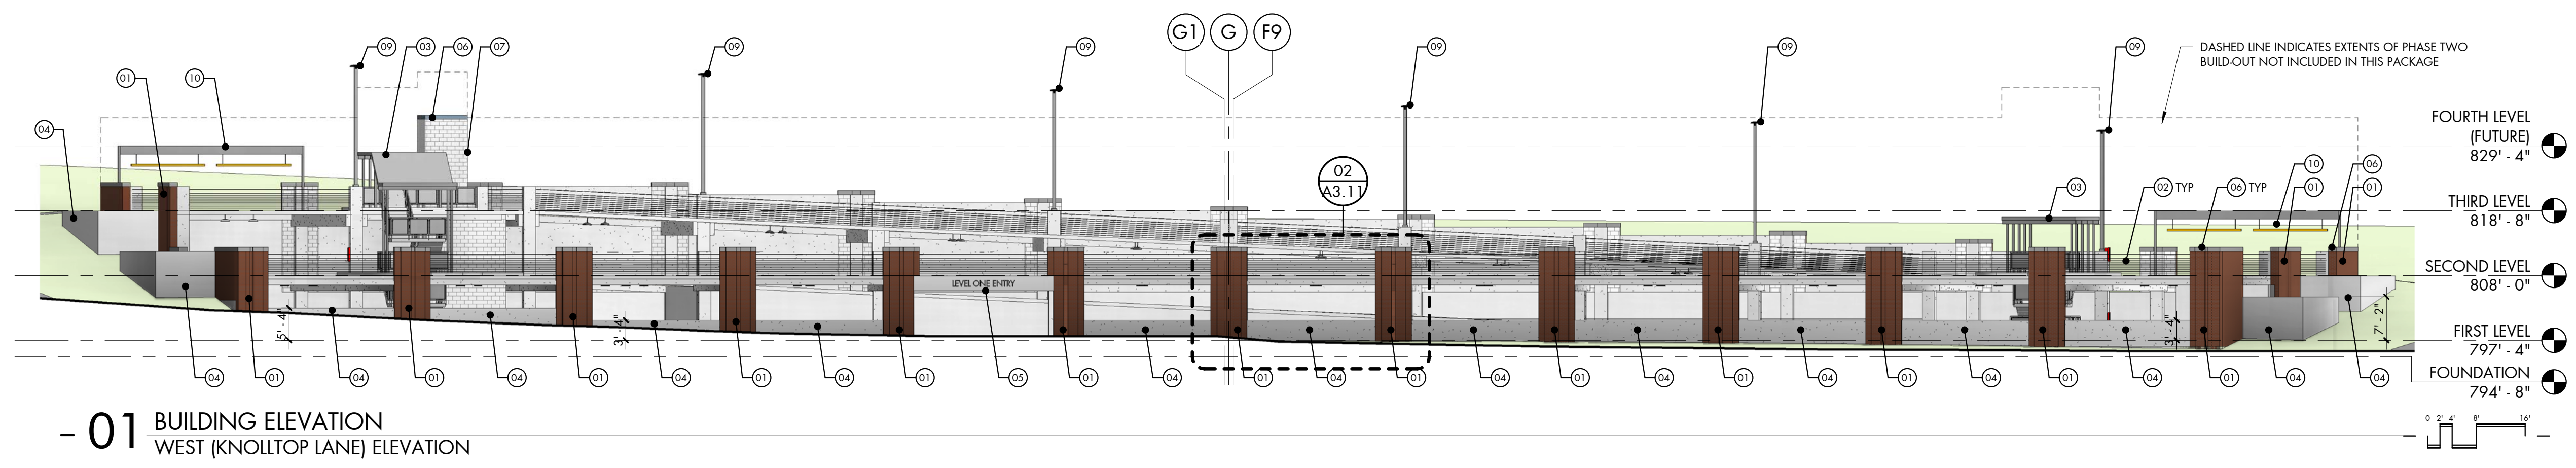 G1 G F9
09 03 06 07 09 09 09 09 09
DASHED LINE INDICATES EXTENTS OF PHASE TWO
BUILD-OUT NOT INCLUDED IN THIS PACKAGE
01 10
04
FOURTH LEVEL
(FUTURE)
829' - 4"
02
A3.11
10 06
03 02 TYP 06 TYP 01 01
THIRD LEVEL
818' - 8"
SECOND LEVEL
808' - 0"
04
LEVEL ONE ENTRY
5' - 4"
3' - 4"
3' - 4"
7' - 2"
FIRST LEVEL
797' - 4"
04 01 04 01 04 01 04 01 04 01 05 01 04 01 04 01 04 01 04 01 04 01 04 01 04 01 04 04
FOUNDATION
794' - 8"
01 BUILDING ELEVATION
WEST (KNOLLTOP LANE) ELEVATION
0 2' 4' 8' 16'